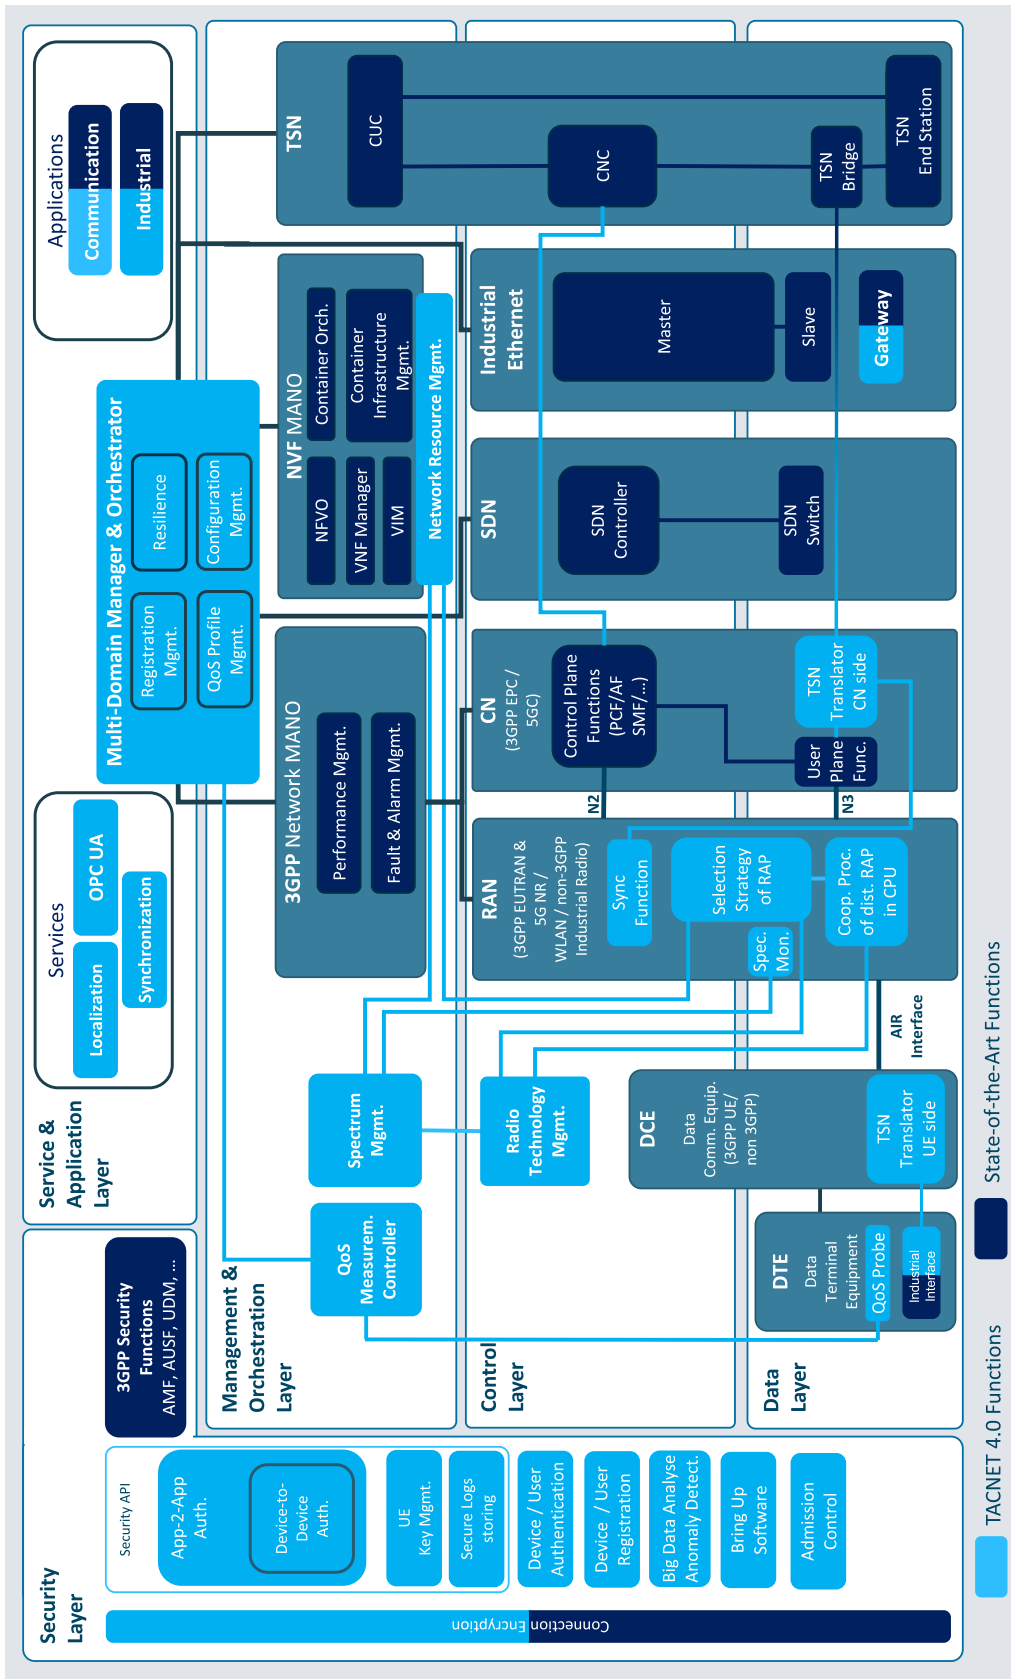 Security
Layer
Security API
App-2-App
Auth.
Device-to-
Device
Auth.
UE
Key Mgmt.
Secure Logs
storing
Device / User
Authentication
Device / User
Registration
Big Data Analyse
Anomaly Detect.
Bring Up
Software
Admission
Control
Connection Encryption
3GPP Security
Functions
AMF, AUSF, UDM, ...
Service &
Application
Layer
Services
Localization
OPC UA
Synchronization
Applications
Communication
Industrial
Multi-Domain Manager & Orchestrator
Registration
Mgmt.
Resilience
QoS Profile
Mgmt.
Configuration
Mgmt.
Management &
Orchestration
Layer
QoS
Measurem.
Controller
Spectrum
Mgmt.
3GPP Network MANO
Performance Mgmt.
Fault & Alarm Mgmt.
NVF MANO
NFVO
Container Orch.
VNF Manager
Container
Infrastructure
Mgmt.
VIM
Network Resource Mgmt.
TSN
CUC
CNC
TSN
Bridge
TSN
End Station
Control
Layer
Radio
Technology
Mgmt.
RAN
(3GPP EUTRAN &
5G NR /
WLAN / non-3GPP
Industrial Radio)
Sync
Function
Selection
Strategy
of RAP
Spec.
Mon.
Coop. Proc.
of dist. RAP
in CPU
N2
N3
CN
(3GPP EPC /
5GC)
Control Plane
Functions
(PCF/AF
SMF/...)
User
Plane
Func.
TSN
Translator
CN side
SDN
SDN
Controller
SDN
Switch
Industrial
Ethernet
Master
Slave
Gateway
DCE
Data
Comm. Equip.
(3GPP UE/
non 3GPP)
TSN
Translator
UE side
AIR
Interface
Data
Layer
DTE
Data
Terminal
Equipment
QoS Probe
Industrial
Interface
TACNET 4.0 Functions
State-of-the-Art Functions